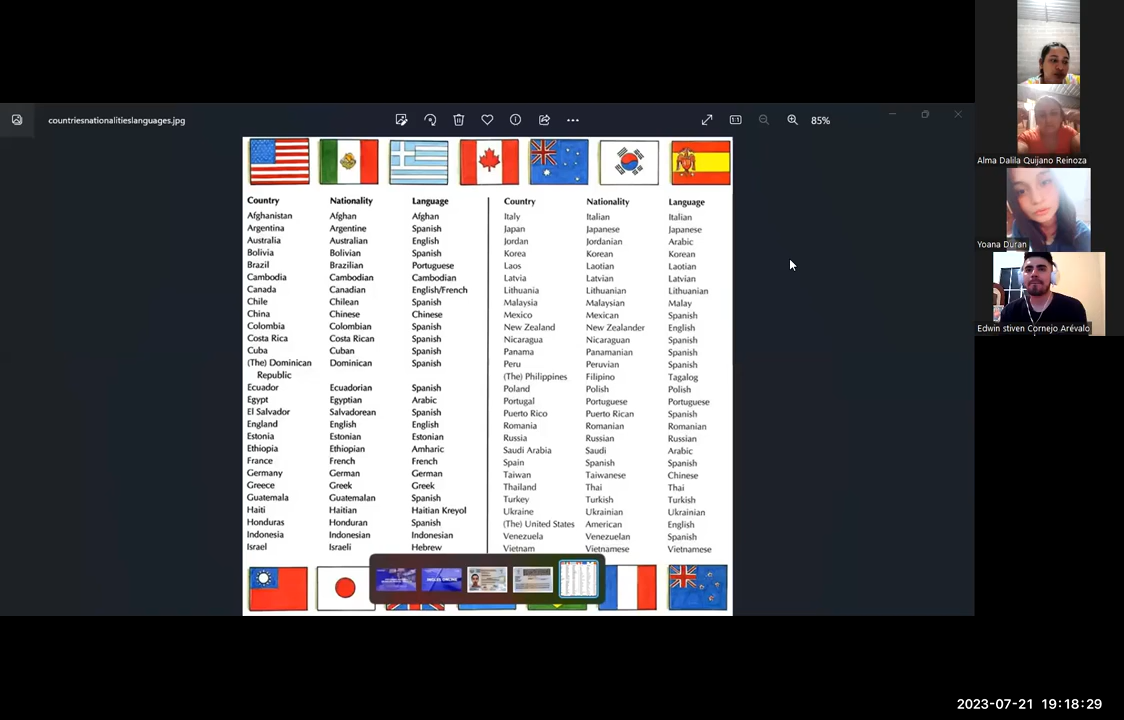 countriesnationalitieslanguages.jpg
85%
Country Nationality Language
Afghanistan Afghan Afghan
Argentina Argentine Spanish
Australia Australian English
Bolivia Bolivian Spanish
Brazil Brazilian Portuguese
Cambodia Cambodian Cambodian
Canada Canadian English/French
Chile Chilean Spanish
China Chinese Chinese
Colombia Colombian Spanish
Costa Rica Costa Rican Spanish
Cuba Cuban Spanish
(The) Dominican Dominican Spanish
Republic
Ecuador Ecuadorian Spanish
Egypt Egyptian Arabic
El Salvador Salvadorean Spanish
England English English
Estonia Estonian Estonian
Ethiopia Ethiopian Amharic
France French French
Germany German German
Greece Greek Greek
Guatemala Guatemalan Spanish
Haiti Haitian Haitian Kreyol
Honduras Honduran Spanish
Indonesia Indonesian Indonesian
Israel Israeli Hebrew
Country Nationality Language
Italy Italian Italian
Japan Japanese Japanese
Jordan Jordanian Arabic
Korea Korean Korean
Laos Laotian Laotian
Latvia Latvian Latvian
Lithuania Lithuanian Lithuanian
Malaysia Malaysian Malay
Mexico Mexican Spanish
New Zealand New Zealander English
Nicaragua Nicaraguan Spanish
Panama Panamanian Spanish
Peru Peruvian Spanish
(The) Philippines Filipino Tagalog
Poland Polish Polish
Portugal Portuguese Portuguese
Puerto Rico Puerto Rican Spanish
Romania Romanian Romanian
Russia Russian Russian
Saudi Arabia Saudi Arabic
Spain Spanish Spanish
Taiwan Taiwanese Chinese
Thailand Thai Thai
Turkey Turkish Turkish
Ukraine Ukrainian Ukrainian
(The) United States American English
Venezuela Venezuelan Spanish
Vietnam Vietnamese Vietnamese
INGLES ONLINE
Alma Dalila Quijano Reinoza
Yoana Duran
Edwin stiven Cornejo Arévalo
2023-07-21 19:18:29